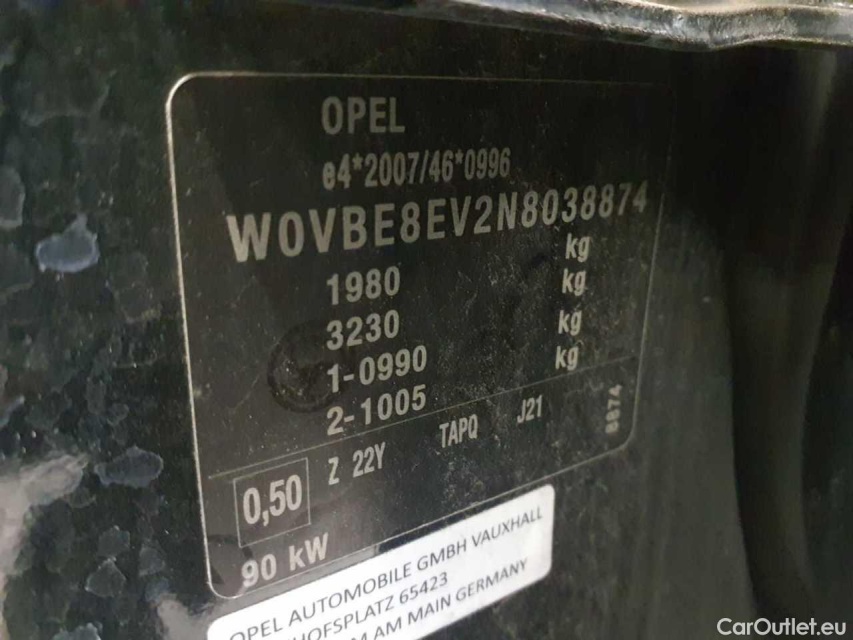 OPEL
e4*2007/46*0996
W0VBE8EV2N8038874
kg
1980 kg
3230 kg
1-0990 kg
2-1005
0,50 Z 22Y TAPQ J21 8874
90 kW
OPEL AUTOMOBILE GMBH VAUXHALL
HOFSPLATZ 65423
AM MAIN GERMANY
CarOutlet.eu